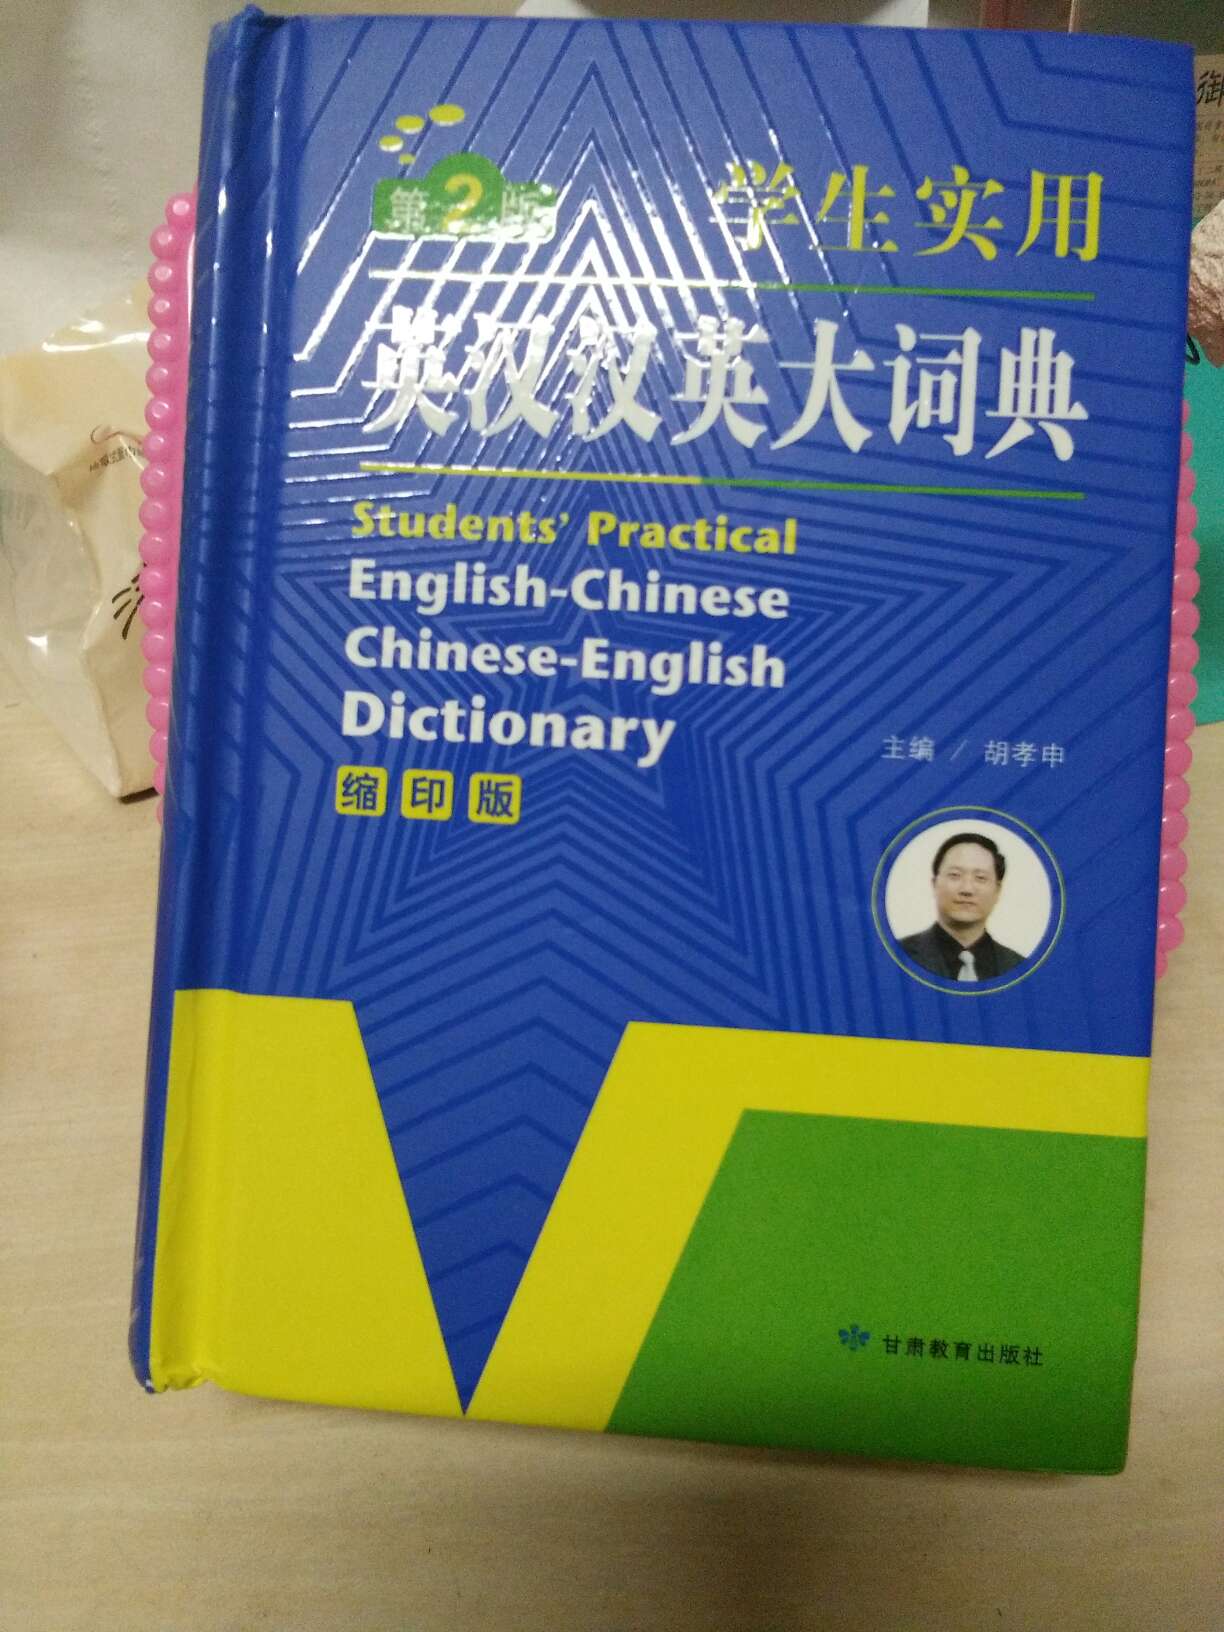 第2版
学生实用
英汉汉英大词典
Students' Practical
English-Chinese
Chinese-English
Dictionary
缩印版
主编 / 胡孝申
甘肃教育出版社
御